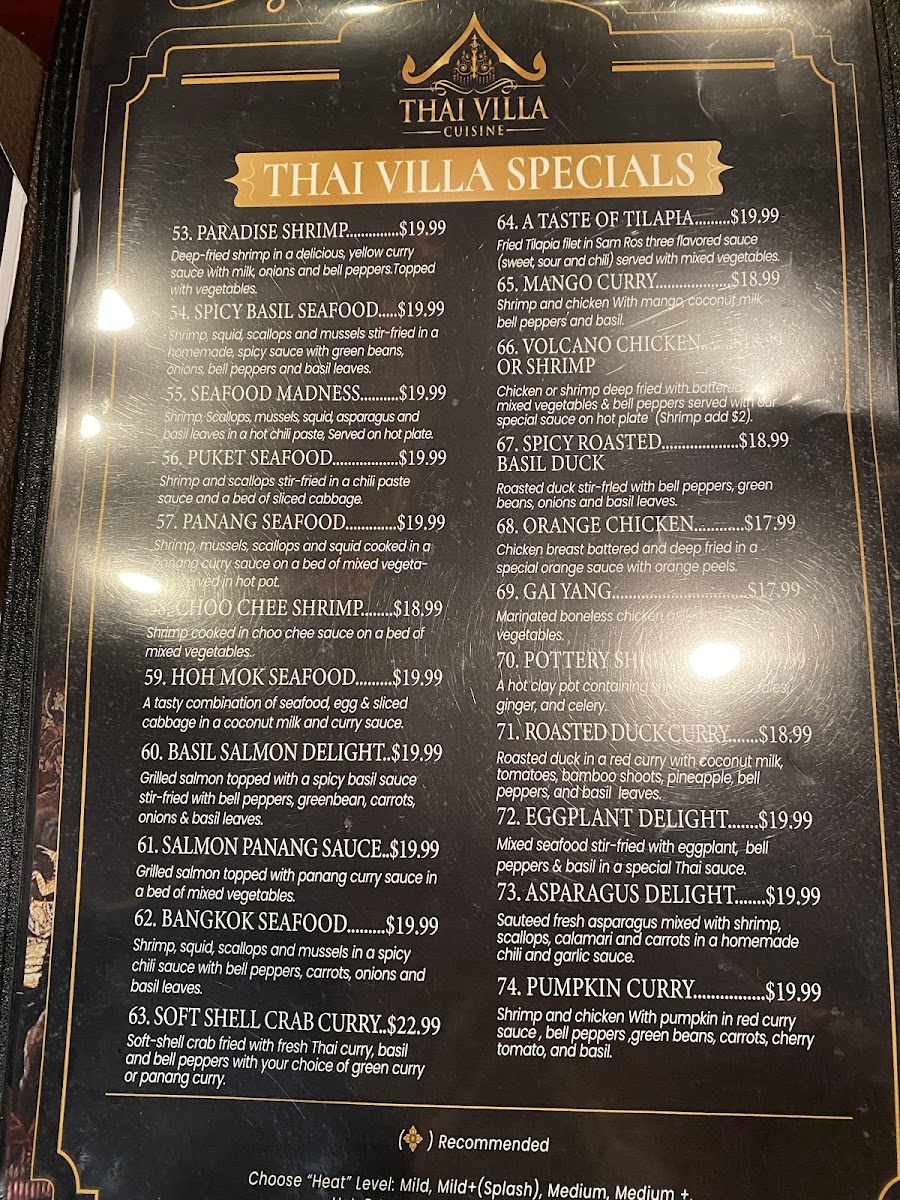 THAI VILLA
CUISINE
THAI VILLA SPECIALS
53. PARADISE SHRIMP.............$19.99
Deep-fried shrimp in a delicious, yellow curry
sauce with milk, onions and bell peppers.Topped
with vegetables.
54. SPICY BASIL SEAFOOD.....$19.99
Shrimp, squid, scallops and mussels stir-fried in a
homemade, spicy sauce with green beans,
onions, bell peppers and basil leaves.
55. SEAFOOD MADNESS..........$19.99
Shrimp, Scallops, mussels, squid, asparagus and
basil leaves in a hot chili paste, Served on hot plate.
56. PUKET SEAFOOD.................$19.99
Shrimp and scallops stir-fried in a chili paste
sauce and a bed of sliced cabbage.
57. PANANG SEAFOOD.............$19.99
Shrimp, mussels, scallops and squid cooked in a
panang curry sauce on a bed of mixed vegeta-
served in hot pot.
CHOO CHEE SHRIMP........$18.99
Shrimp cooked in choo chee sauce on a bed of
mixed vegetables.
59. HOH MOK SEAFOOD.........$19.99
A tasty combination of seafood, egg & sliced
cabbage in a coconut milk and curry sauce.
60. BASIL SALMON DELIGHT..$19.99
Grilled salmon topped with a spicy basil sauce
stir-fried with bell peppers, greenbean, carrots,
onions & basil leaves.
61. SALMON PANANG SAUCE..$19.99
Grilled salmon topped with panang curry sauce in
a bed of mixed vegetables.
62. BANGKOK SEAFOOD.........$19.99
Shrimp, squid, scallops and mussels in a spicy
chili sauce with bell peppers, carrots, onions and
basil leaves.
63. SOFT SHELL CRAB CURRY..$22.99
Soft-shell crab fried with fresh Thai curry, basil
and bell peppers with your choice of green curry
or panang curry.
64. A TASTE OF TILAPIA.........$19.99
Fried Tilapia filet in Sam Ros three flavored sauce
(sweet, sour and chili) served with mixed vegetables.
65. MANGO CURRY...................$18.99
Shrimp and chicken With mango, coconut milk,
bell peppers and basil.
66. VOLCANO CHICKEN
OR SHRIMP
Chicken or shrimp deep fried with battered
mixed vegetables & bell peppers served with our
special sauce on hot plate (Shrimp add $2).
67. SPICY ROASTED...................$18.99
BASIL DUCK
Roasted duck stir-fried with bell peppers, green
beans, onions and basil leaves.
68. ORANGE CHICKEN............$17.99
Chicken breast battered and deep fried in a
special orange sauce with orange peels.
69. GAI YANG...............................$17.99
Marinated boneless chicken
vegetables.
70. POTTERY
A hot clay pot containing
ginger, and celery.
71. ROASTED DUCK CURRY.......$18.99
Roasted duck in a red curry with coconut milk,
tomatoes, bamboo shoots, pineapple, bell
peppers, and basil leaves.
72. EGGPLANT DELIGHT.......$19.99
Mixed seafood stir-fried with eggplant, bell
peppers & basil in a special Thai sauce.
73. ASPARAGUS DELIGHT.......$19.99
Sauteed fresh asparagus mixed with shrimp,
scallops, calamari and carrots in a homemade
chili and garlic sauce.
74. PUMPKIN CURRY................$19.99
Shrimp and chicken With pumpkin in red curry
sauce , bell peppers ,green beans, carrots, cherry
tomato, and basil.
( ) Recommended
Choose "Heat" Level: Mild, Mild+(Splash), Medium, Medium +,